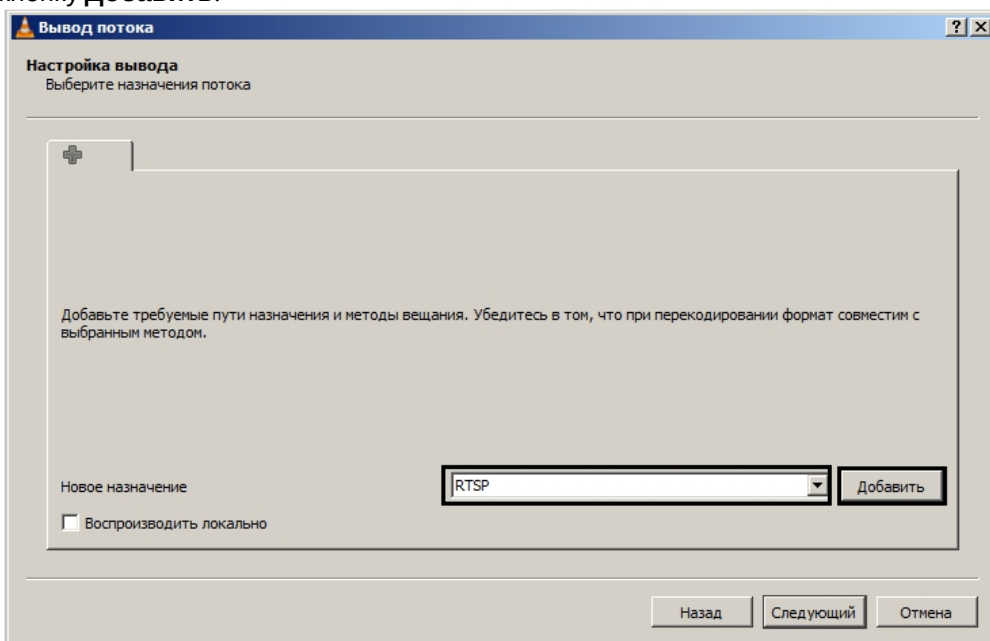 Добавить.
Вывод потока
Настройка вывода
Выберите назначения потока
Добавьте требуемые пути назначения и методы вещания. Убедитесь в том, что при перекодировании формат совместим с
выбранным методом.
Новое назначение
RTSP
Добавить
Воспроизводить локально
Назад
Следующий
Отмена